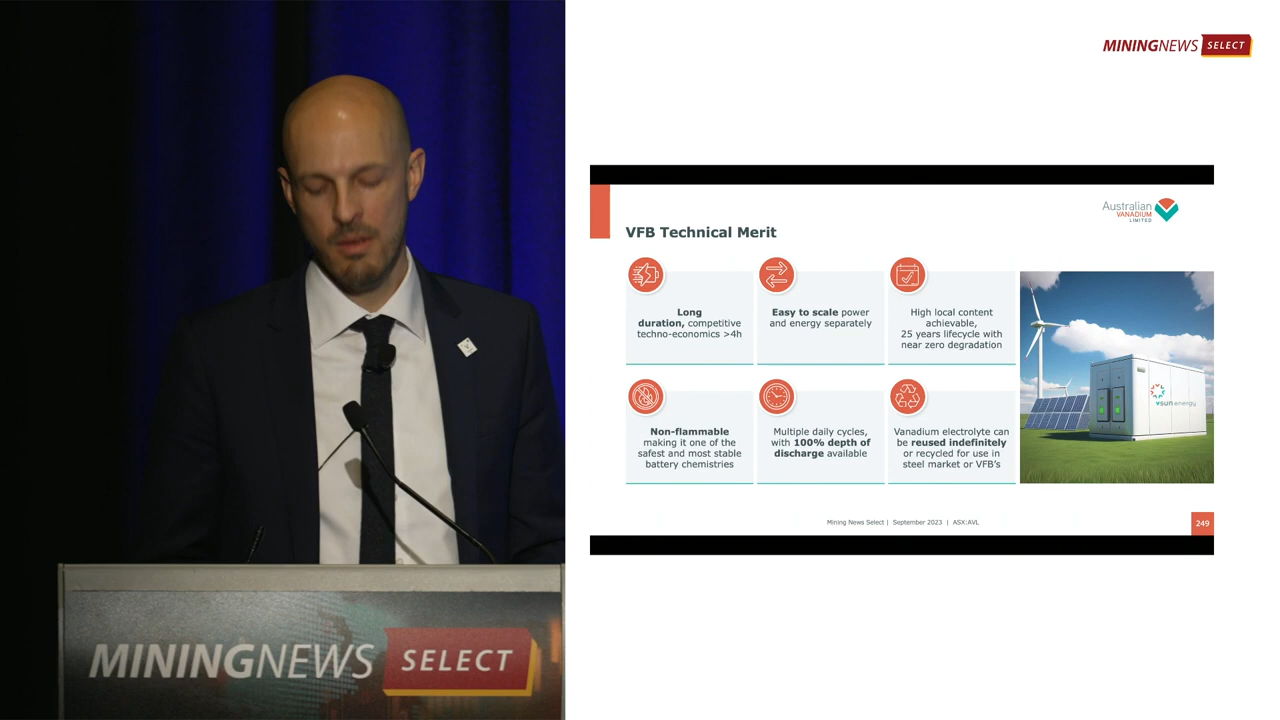 MININGNEWS SELECT
Australian
VANADIUM
LIMITED
VFB Technical Merit
Long
duration, competitive
techno-economics >4h
Easy to scale power
and energy separately
High local content
achievable,
25 years lifecycle with
near zero degradation
Non-flammable
making it one of the
safest and most stable
battery chemistries
Multiple daily cycles,
with 100% depth of
discharge available
Vanadium electrolyte can
be reused indefinitely
or recycled for use in
steel market or VFB's
vsunenergy
Mining News Select | September 2023 | ASX:AVL
249
MININGNEWS SELECT